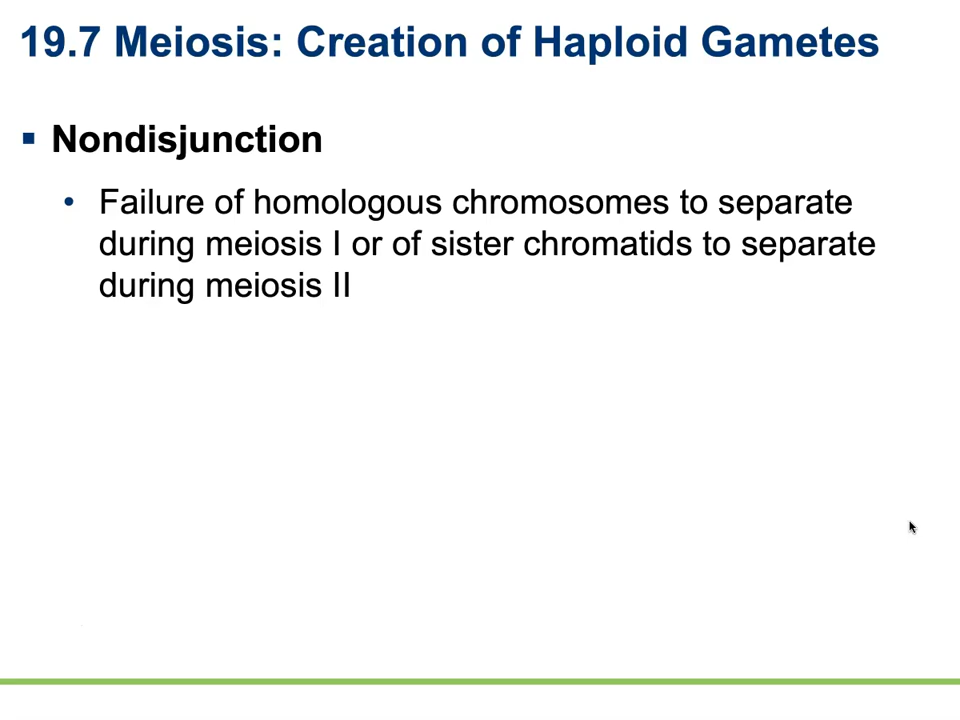 19.7 Meiosis: Creation of Haploid Gametes
▪ Nondisjunction
• Failure of homologous chromosomes to separate
during meiosis I or of sister chromatids to separate
during meiosis II